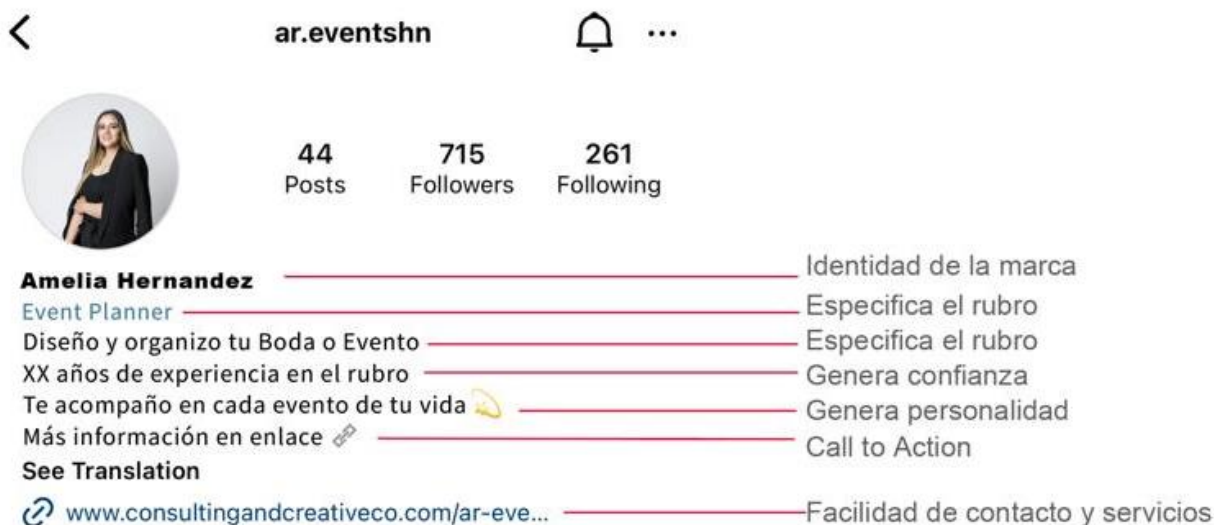 ar.eventshn
44 715 261
Posts Followers Following
Amelia Hernandez Identidad de la marca
Event Planner Especifica el rubro
Diseño y organizo tu Boda o Evento Especifica el rubro
XX años de experiencia en el rubro Genera confianza
Te acompaño en cada evento de tu vida 💫 Genera personalidad
Más información en enlace 🔗 Call to Action
See Translation
www.consultingandcreativeco.com/ar-eve... Facilidad de contacto y servicios